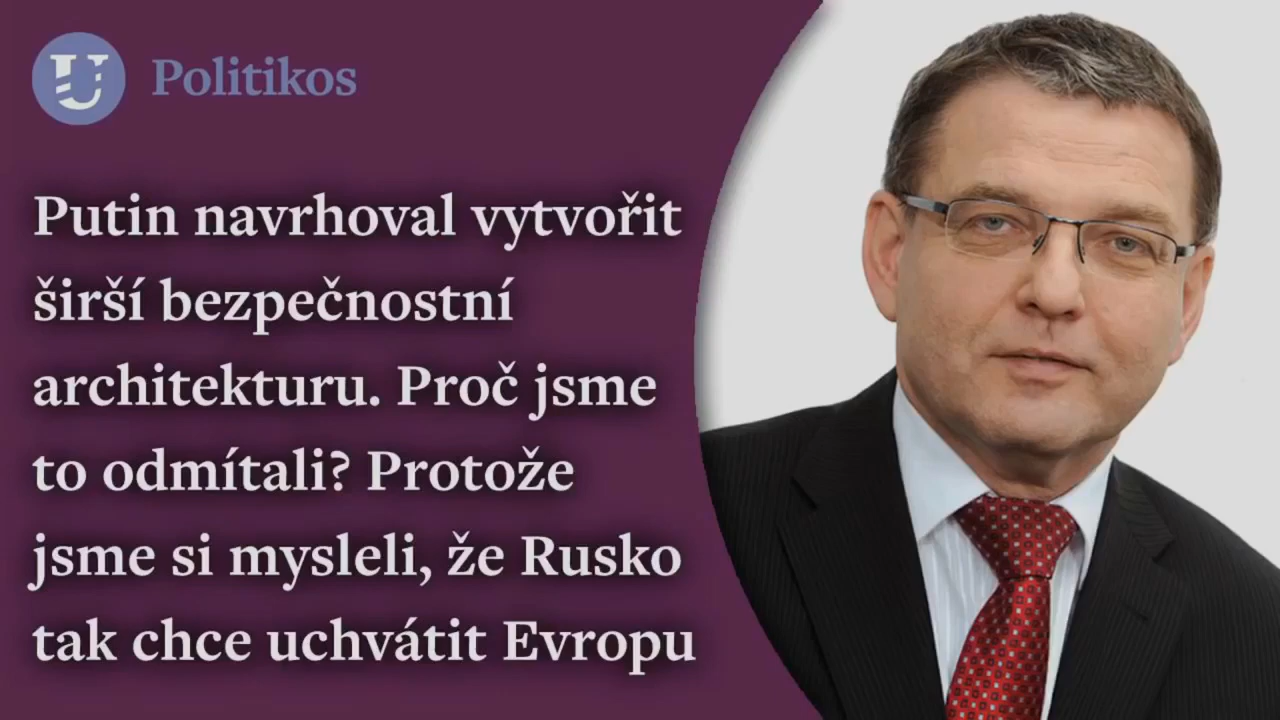 U Politikos
Putin navrhoval vytvořit
širší bezpečnostní
architekturu. Proč jsme
to odmítali? Protože
jsme si mysleli, že Rusko
tak chce uchvátit Evropu